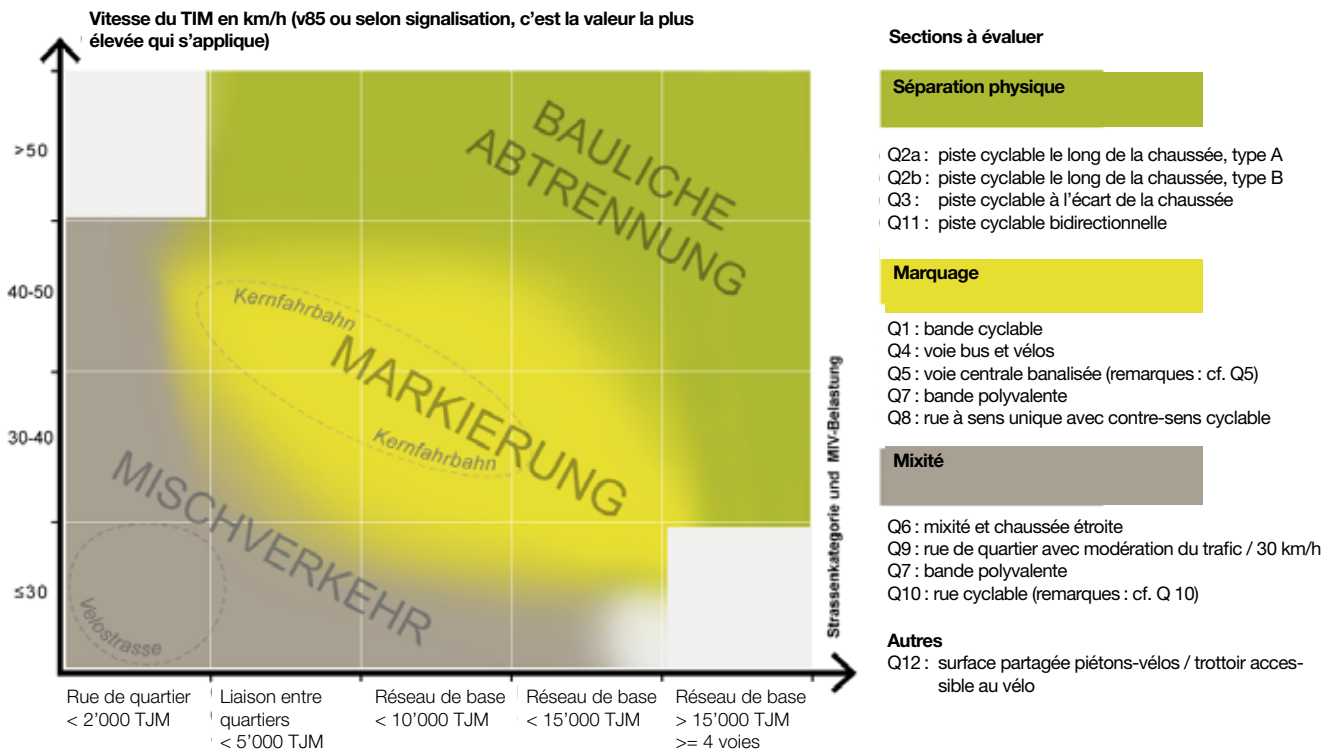 Vitesse du TIM en km/h (v85 ou selon signalisation, c'est la valeur la plus
élevée qui s'applique)
>50
40-50
30-40
≤30
BAULICHE
ABTRENNUNG
Kernfahrbahn
MARKIERUNG
Kernfahrbahn
MISCHVERKEHR
Velostrasse
Strassenkategorie und MIV-Belastung
Rue de quartier
< 2'000 TJM
Liaison entre
quartiers
< 5'000 TJM
Réseau de base
< 10'000 TJM
Réseau de base
< 15'000 TJM
Réseau de base
> 15'000 TJM
>= 4 voies
Sections à évaluer
Séparation physique
Q2a : piste cyclable le long de la chaussée, type A
Q2b : piste cyclable le long de la chaussée, type B
Q3 : piste cyclable à l'écart de la chaussée
Q11 : piste cyclable bidirectionnelle
Marquage
Q1 : bande cyclable
Q4 : voie bus et vélos
Q5 : voie centrale banalisée (remarques : cf. Q5)
Q7 : bande polyvalente
Q8 : rue à sens unique avec contre-sens cyclable
Mixité
Q6 : mixité et chaussée étroite
Q9 : rue de quartier avec modération du trafic / 30 km/h
Q7 : bande polyvalente
Q10 : rue cyclable (remarques : cf. Q 10)
Autres
Q12 : surface partagée piétons-vélos / trottoir acces-
sible au vélo